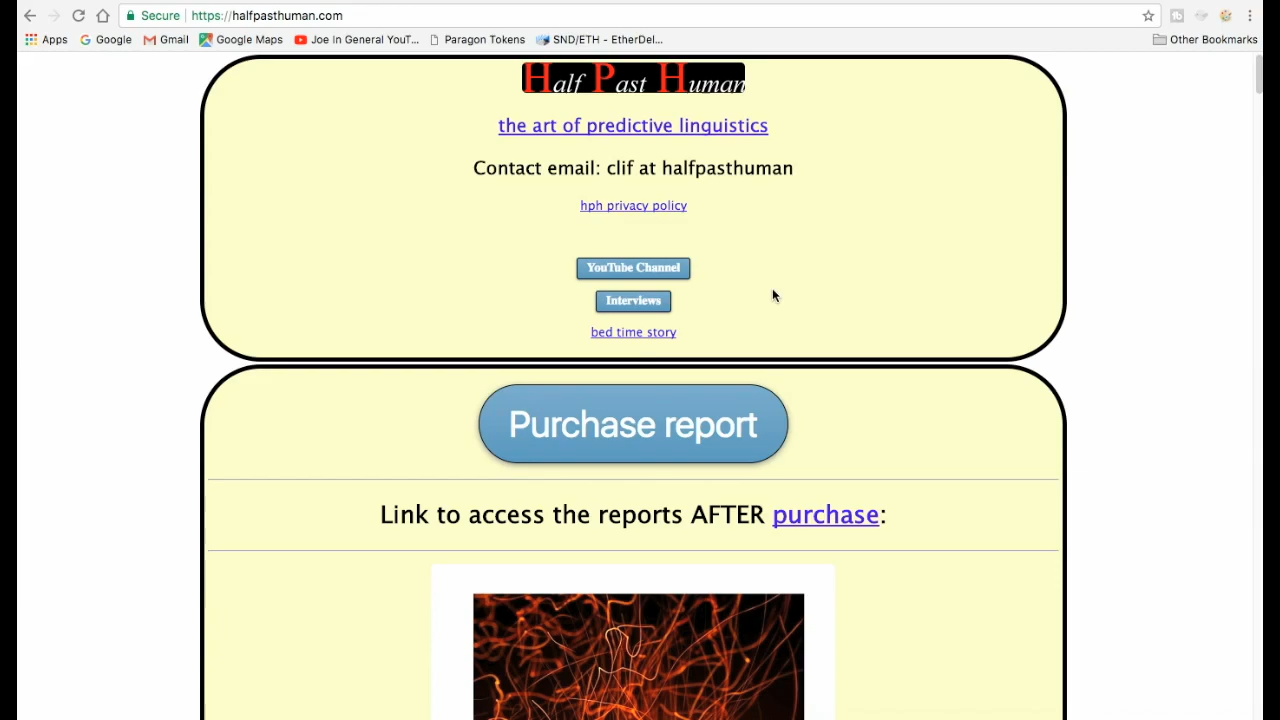 Secure https://halfpasthuman.com
Apps Google Gmail Google Maps Joe In General YouT... Paragon Tokens SND/ETH - EtherDel... Other Bookmarks
Half Past Human
the art of predictive linguistics
Contact email: clif at halfpasthuman
hph privacy policy
YouTube Channel
Interviews
bed time story
Purchase report
Link to access the reports AFTER purchase: